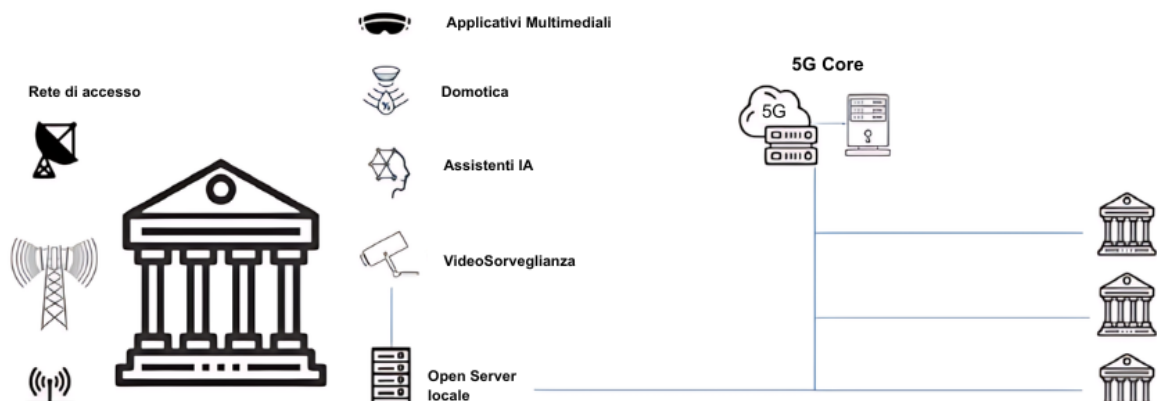 Applicativi Multimediali
5G Core
Rete di accesso
Domotica
5G
Assistenti IA
VideoSorveglianza
Open Server
locale